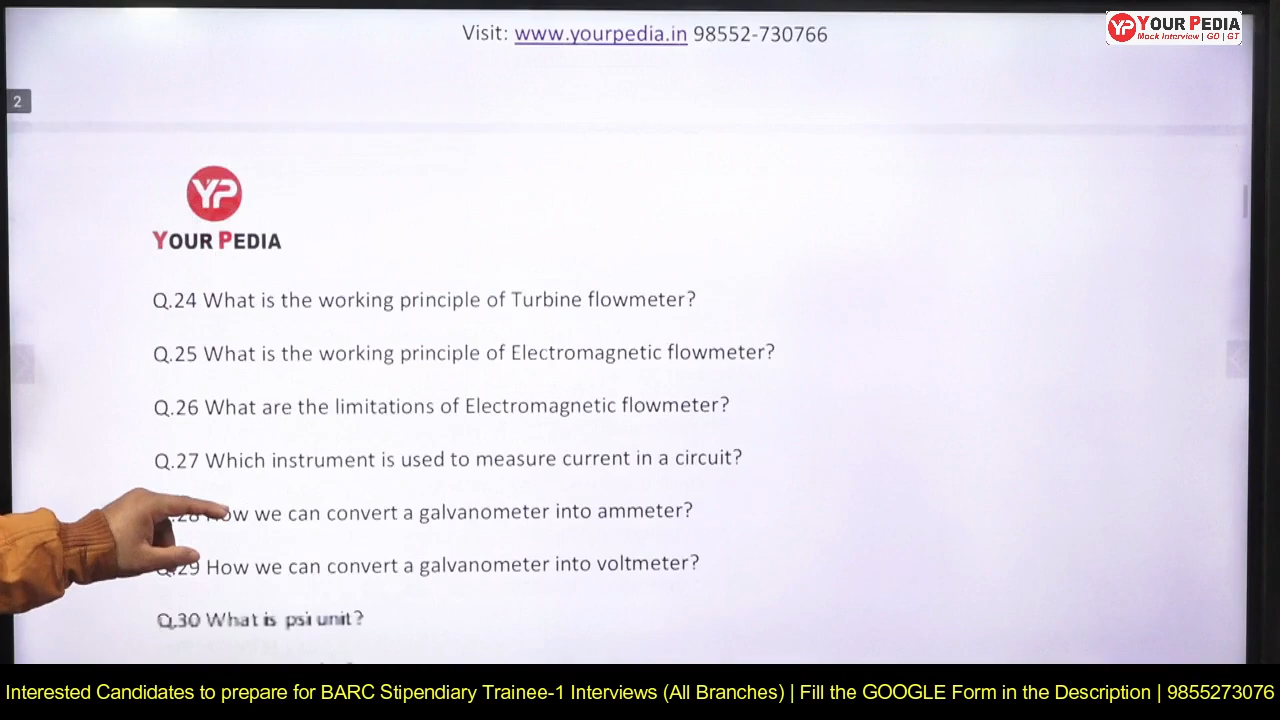 Visit: www.yourpedia.in 98552-730766
YP YOUR PEDIA
Mock Interview | GD | GT
2
YP
YOUR PEDIA
Q.24 What is the working principle of Turbine flowmeter?
Q.25 What is the working principle of Electromagnetic flowmeter?
Q.26 What are the limitations of Electromagnetic flowmeter?
Q.27 Which instrument is used to measure current in a circuit?
Q.28 How we can convert a galvanometer into ammeter?
Q.29 How we can convert a galvanometer into voltmeter?
Q.30 What is psi unit?
Interested Candidates to prepare for BARC Stipendiary Trainee-1 Interviews (All Branches) | Fill the GOOGLE Form in the Description | 9855273076